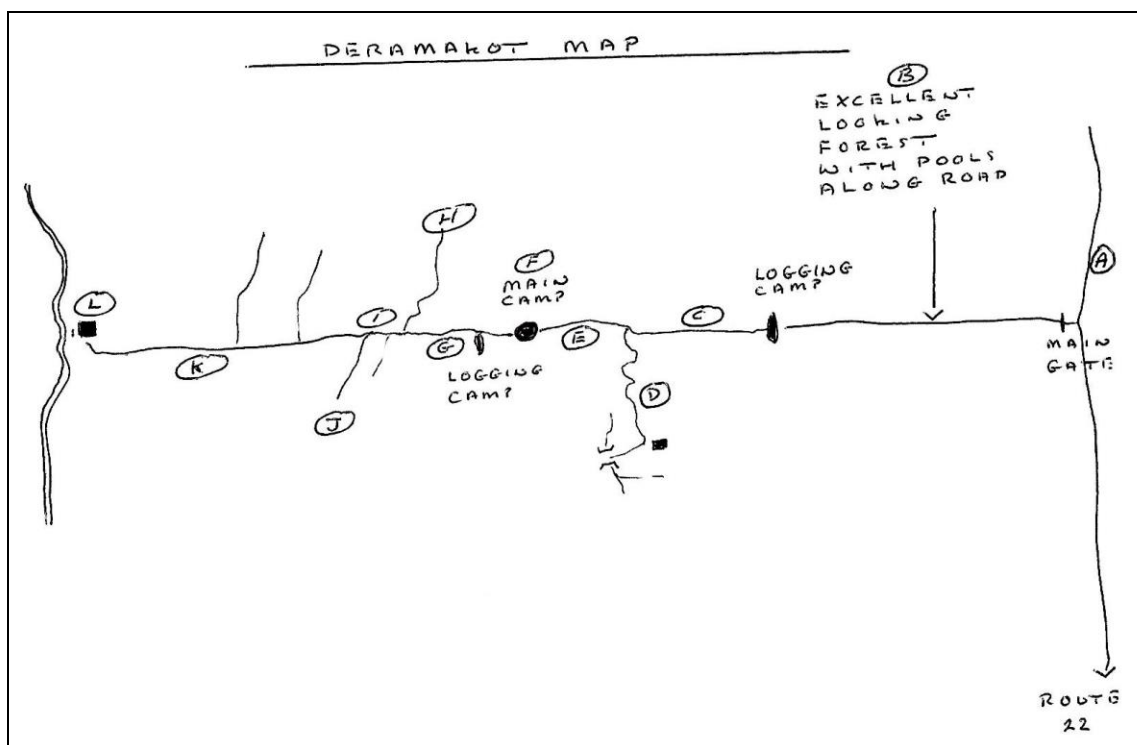 DERAMAKOT MAP
B
EXCELLENT
LOOKING
FOREST
WITH POOLS
ALONG ROAD
H
A
F
MAIN
CAMP
LOGGING
CAMP
L
I
C
G
E
MAIN
GATE
K
LOGGING
CAMP
D
J
ROUTE
22